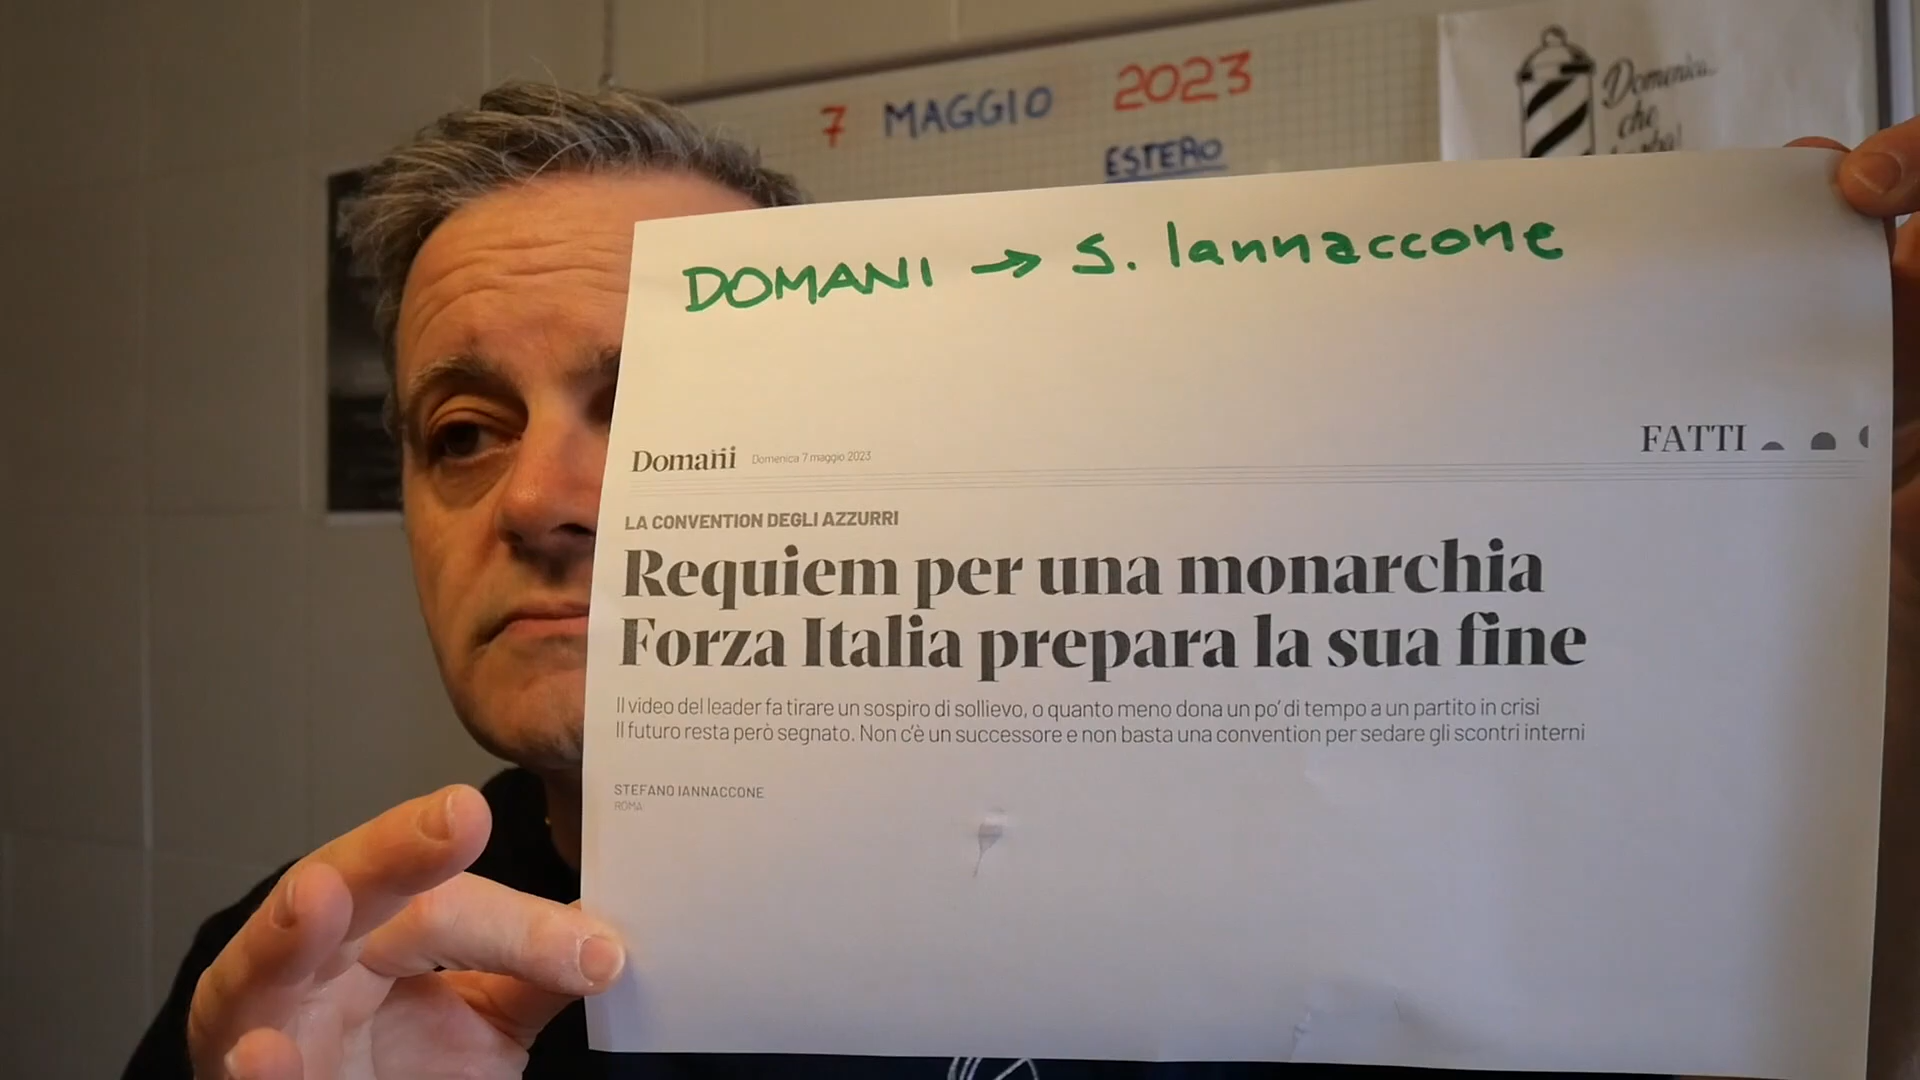 7 MAGGIO 2023
ESTERO
Domenica...
che
DOMANI → S. Iannaccone
Domani Domenica 7 maggio 2023
FATTI
LA CONVENTION DEGLI AZZURRI
Requiem per una monarchia
Forza Italia prepara la sua fine
Il video del leader fa tirare un sospiro di sollievo, o quanto meno dona un po' di tempo a un partito in crisi
Il futuro resta però segnato. Non c'è un successore e non basta una convention per sedare gli scontri interni
STEFANO IANNACCONE
ROMA